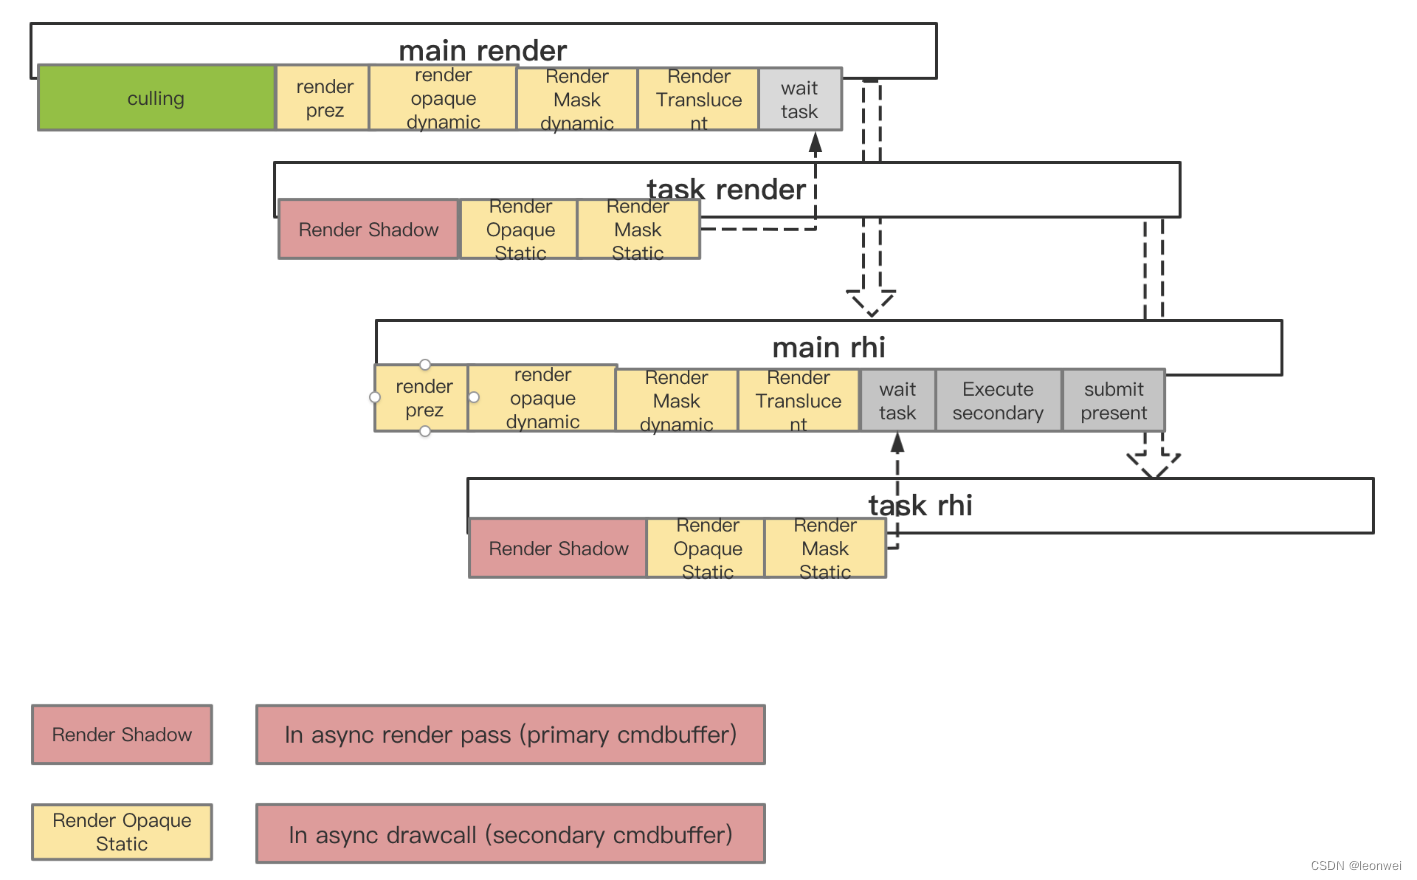 main render
culling
render
prez
render
opaque
dynamic
Render
Mask
dynamic
Render
Transluce
nt
wait
task
task render
Render Shadow
Render
Opaque
Static
Render
Mask
Static
main rhi
render
prez
render
opaque
dynamic
Render
Mask
dynamic
Render
Transluce
nt
wait
task
Execute
secondary
submit
present
task rhi
Render Shadow
Render
Opaque
Static
Render
Mask
Static
Render Shadow
In async render pass (primary cmdbuffer)
Render Opaque
Static
In async drawcall (secondary cmdbuffer)
CSDN @leonwei